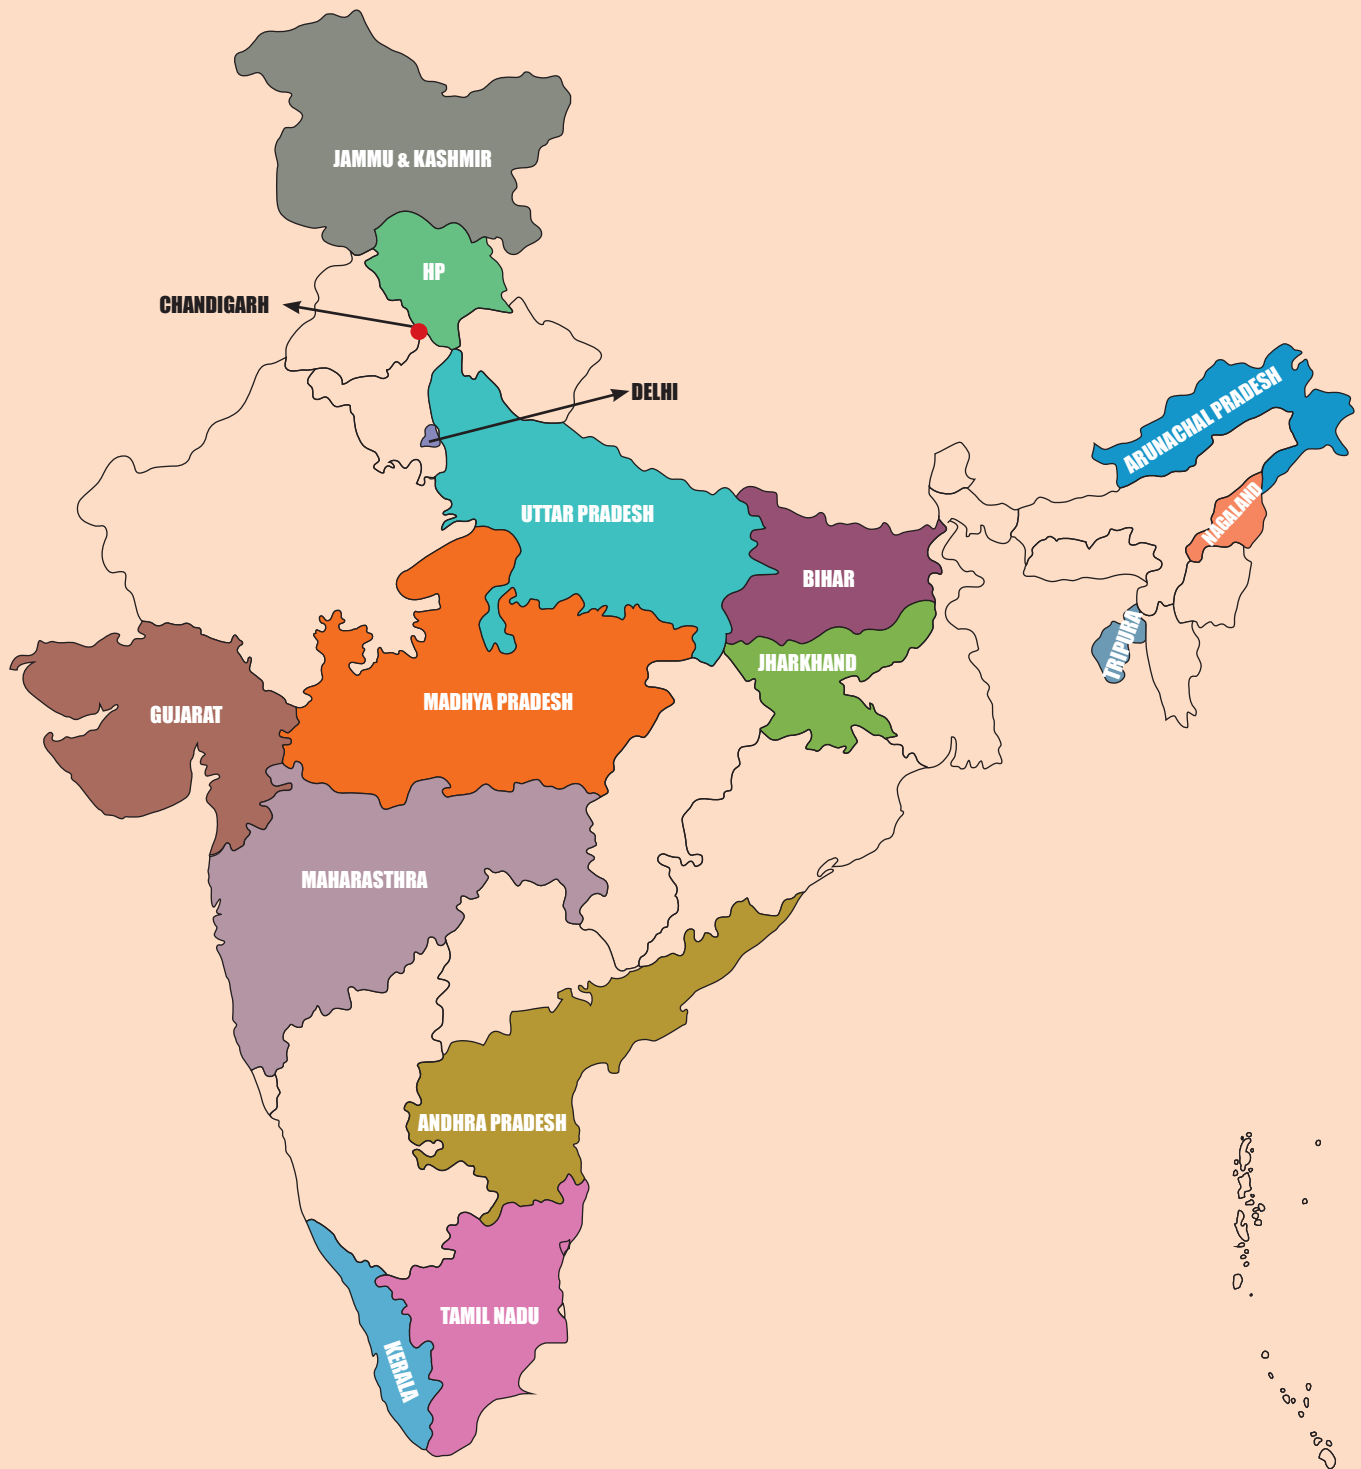 JAMMU & KASHMIR
HP
CHANDIGARH
DELHI
ARUNACHAL PRADESH
NAGALAND
UTTAR PRADESH
BIHAR
TRIPURA
JHARKHAND
MADHYA PRADESH
GUJARAT
MAHARASTHRA
ANDHRA PRADESH
TAMIL NADU
KERALA